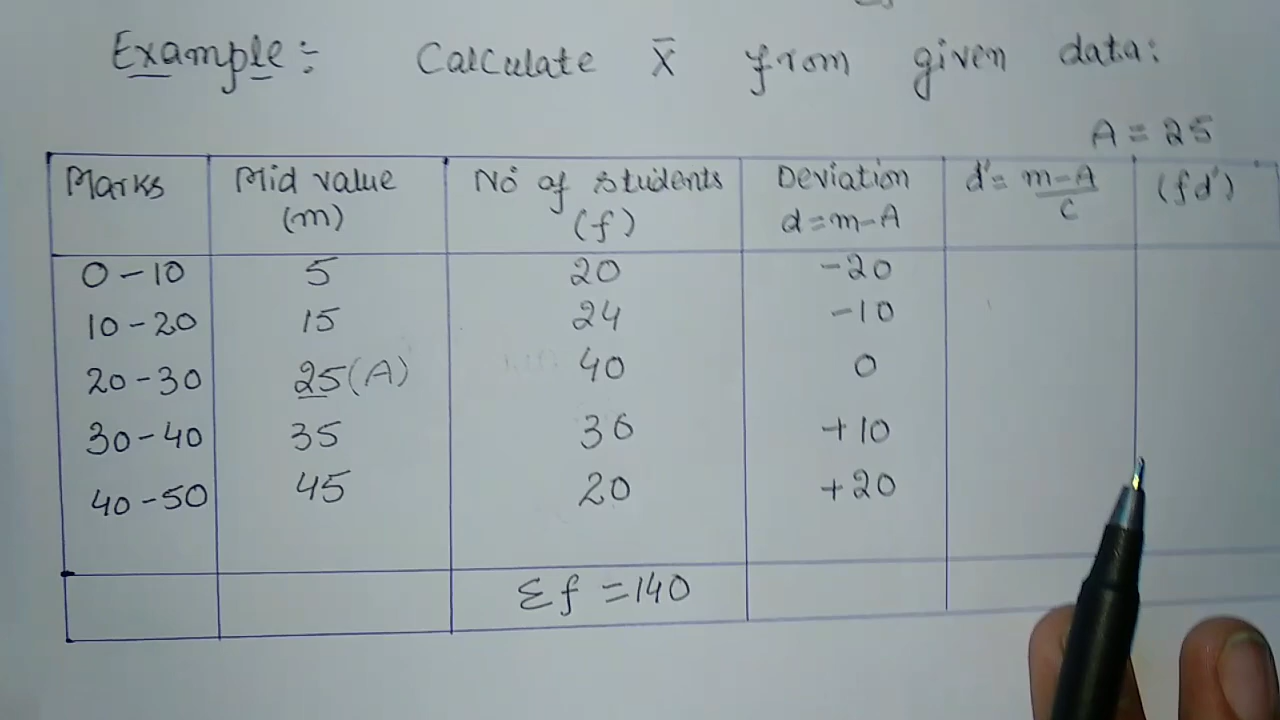 Example:- Calculate X̄ from given data:
A = 25
Marks Mid value (m) No of students (f) Deviation d=m-A d'= m-A/c (fd')
0-10 5 20 -20
10-20 15 24 -10
20-30 25(A) 40 0
30-40 35 36 +10
40-50 45 20 +20
Σf = 140